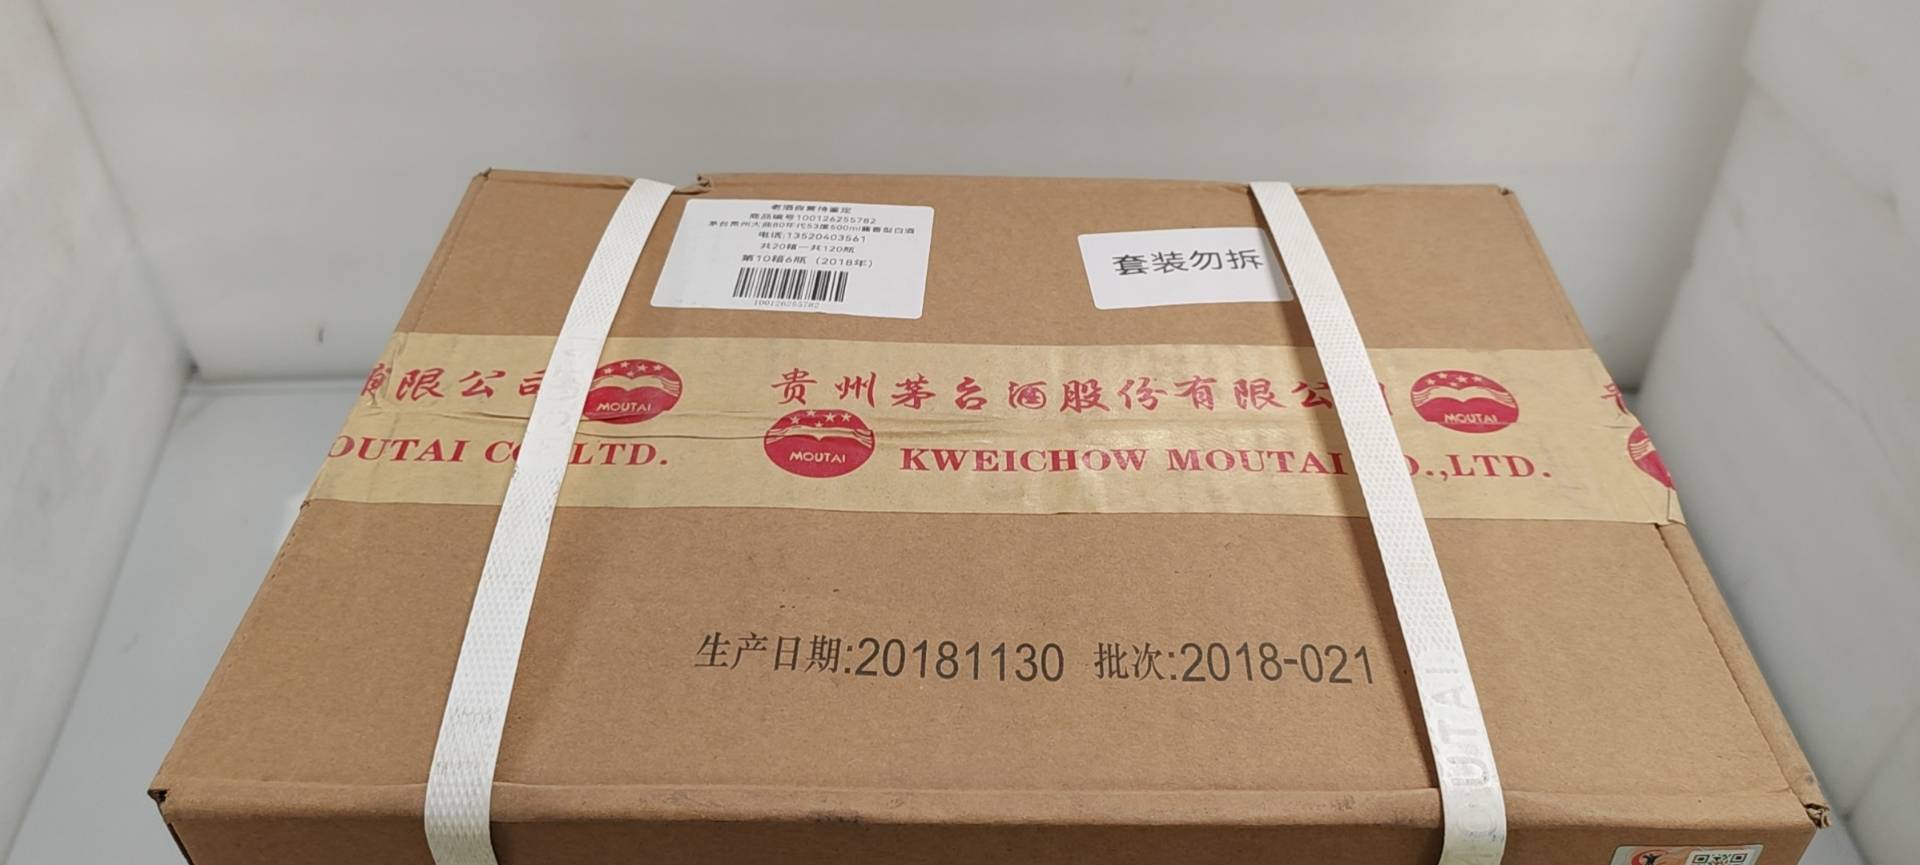 老酒自营待鉴定
商品编号100126255782
茅台贵州大曲80年代53度500ml酱香型白酒
电话:13520403561
共20箱一共120瓶
第10箱6瓶（2018年）
100126255782
套装勿拆
限公司
MOUTAI
贵州茅台酒股份有限公
MOUTAI
OUTAI CO LTD.
MOUTAI
KWEICHOW MOUTAI O.,LTD.
生产日期:20181130 批次:2018-021
MOUTAI